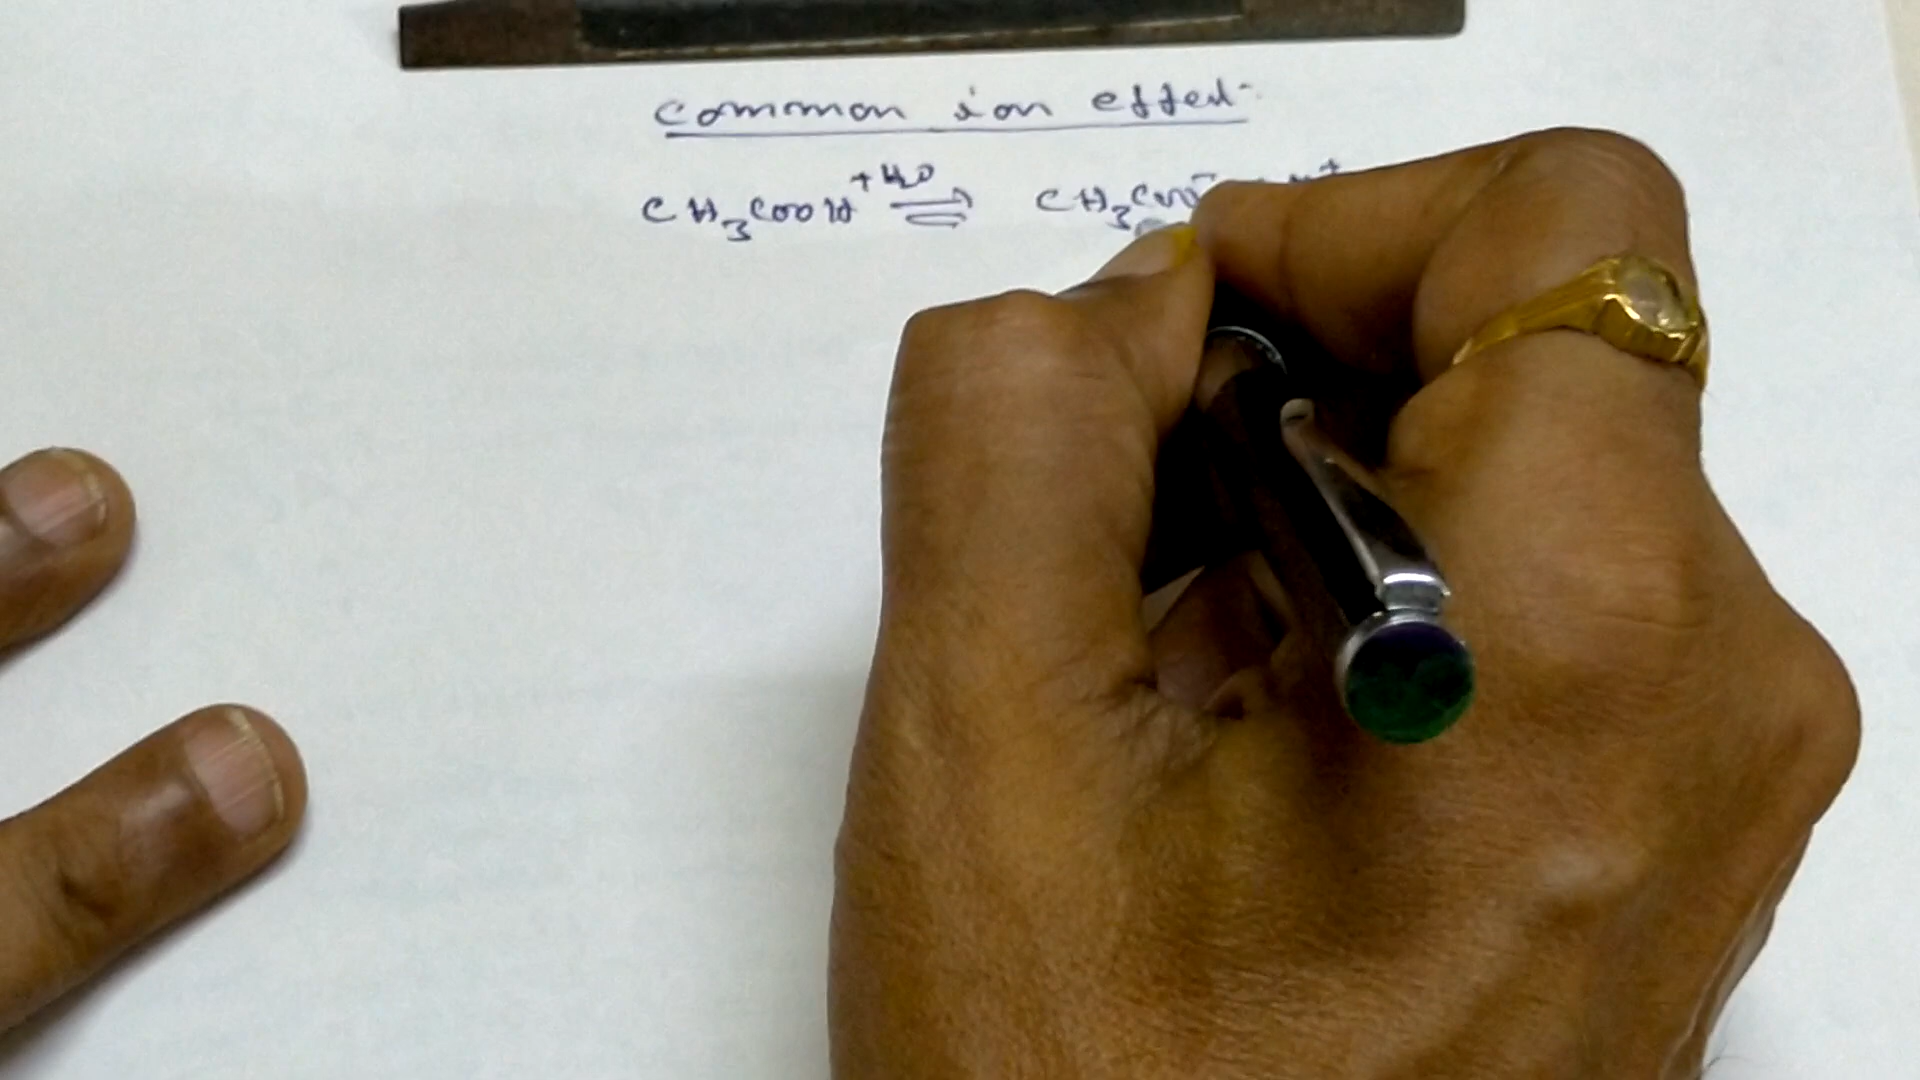 Common ion effect
CH3COOH + H2O ⇌ CH3COO-